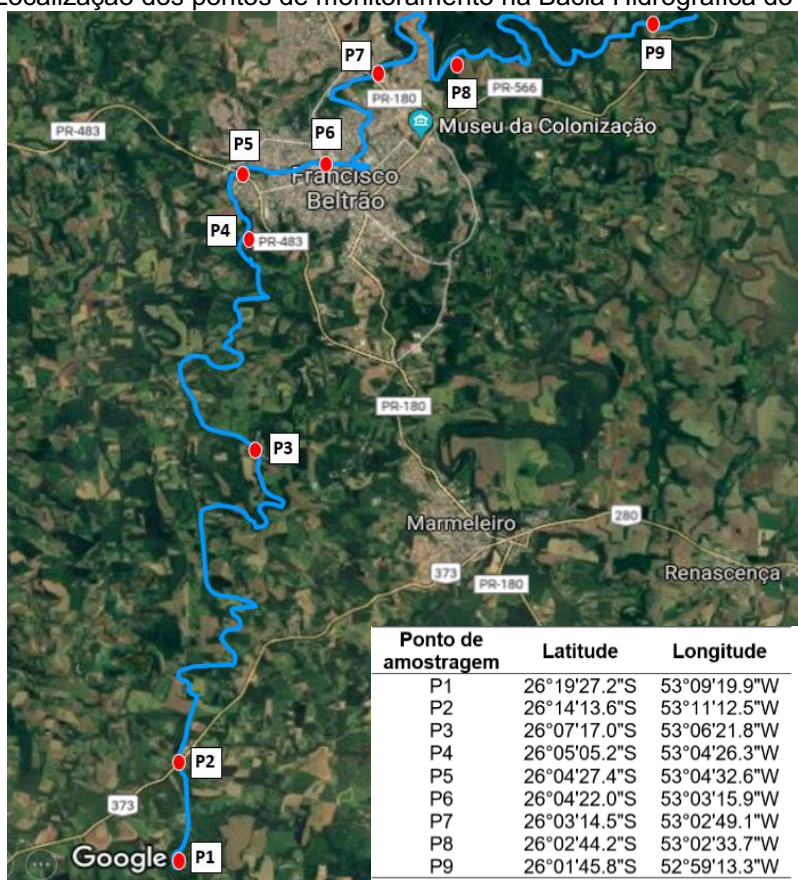 Localização dos pontos de monitoramento na Bacia Hidrográfica do
P9
P7
P8
PR-180
PR-566
Museu da Colonização
PR-483
P6
P5
Francisco
Beltrão
P4
PR-483
PR-180
P3
Marmeleiro
280
373
PR-180
Renascença
P2
373
Google
P1
Ponto de
amostragem Latitude Longitude
P1 26°19'27.2"S 53°09'19.9"W
P2 26°14'13.6"S 53°11'12.5"W
P3 26°07'17.0"S 53°06'21.8"W
P4 26°05'05.2"S 53°04'26.3"W
P5 26°04'27.4"S 53°04'32.6"W
P6 26°04'22.0"S 53°03'15.9"W
P7 26°03'14.5"S 53°02'49.1"W
P8 26°02'44.2"S 53°02'33.7"W
P9 26°01'45.8"S 52°59'13.3"W